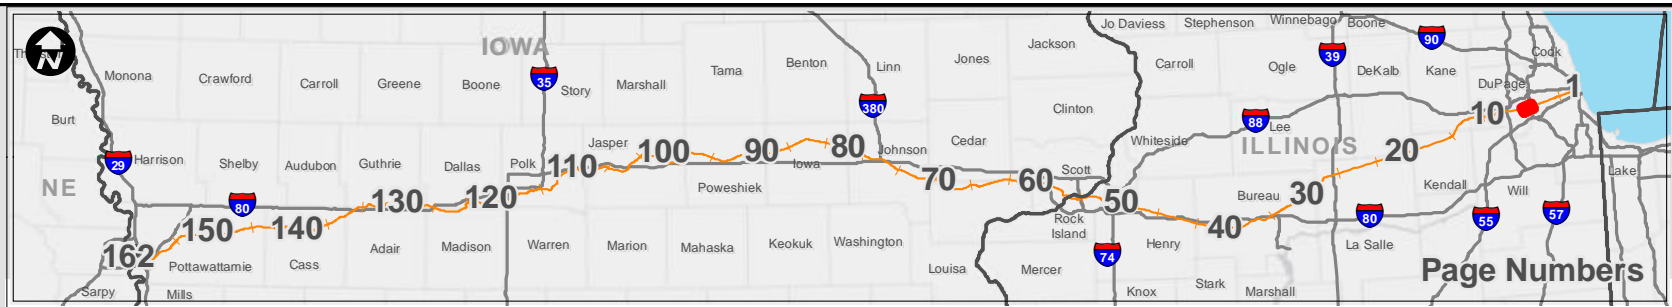 Jo Daviess
Stephenson
Winnebago
Boone
IOWA
Jackson
39
90
Cook
N
Monona
Crawford
Carroll
Greene
Boone
35
Story
Marshall
Tama
Benton
Linn
Jones
Carroll
Ogle
DeKalb
Kane
DuPage
1
Burt
380
Clinton
88
Lee
10
Harrison
29
Shelby
Audubon
Guthrie
Dallas
Polk
110
Jasper
100
90
Iowa
80
Johnson
Cedar
Whiteside
ILLINOIS
20
NE
80
130
120
Poweshiek
70
60
Scott
50
Bureau
30
Kendall
Will
Lake
162
150
140
Adair
Madison
Warren
Marion
Mahaska
Keokuk
Washington
Rock
Island
Henry
40
80
La Salle
55
57
Pottawattamie
Cass
Louisa
Mercer
74
Stark
Page Numbers
Sarpy
Mills
Knox
Marshall